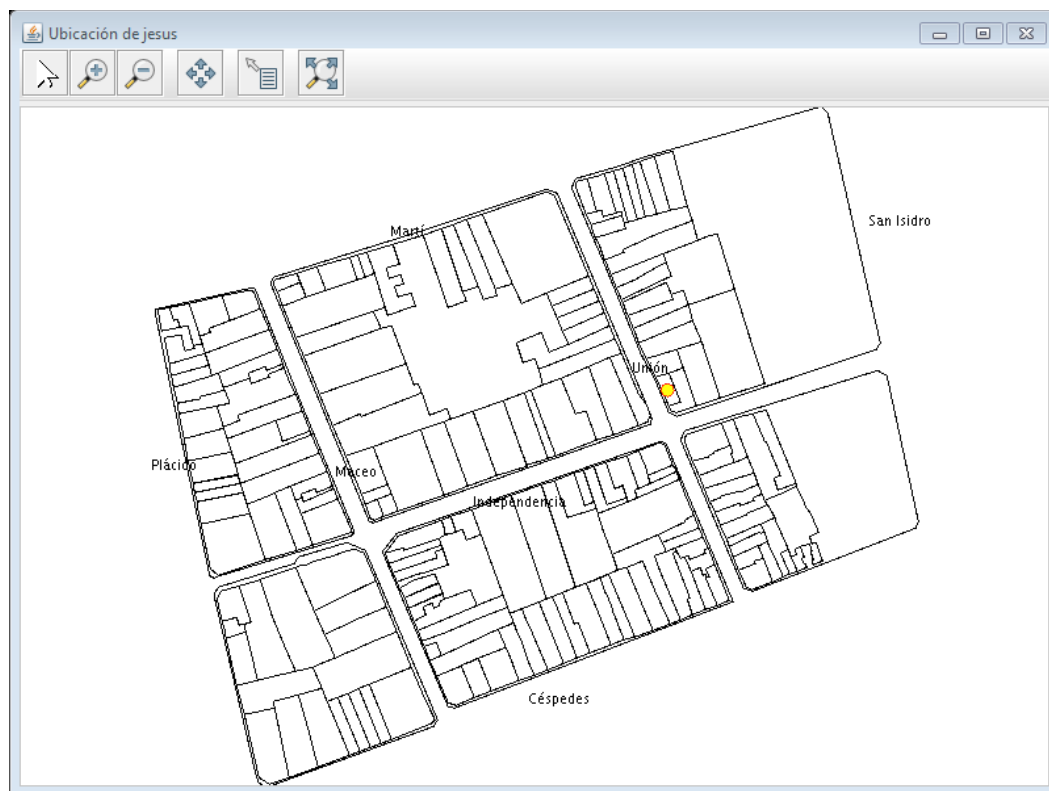 Ubicación de jesus
San Isidro
Martí
Unión
Plácido
Maceo
Independencia
Céspedes